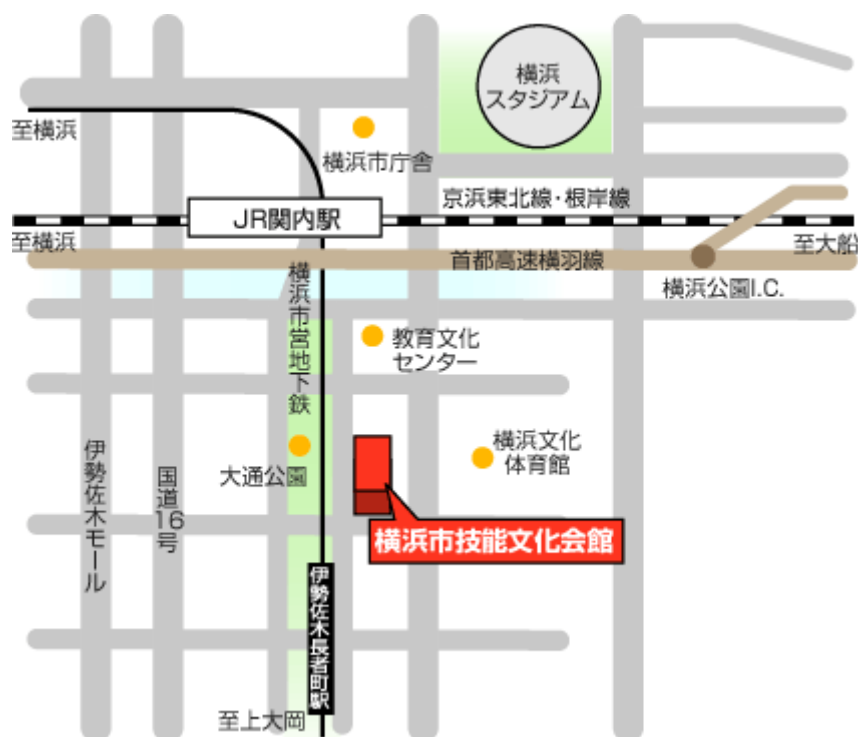 横浜
スタジアム
至横浜
横浜市庁舎
京浜東北線・根岸線
JR関内駅
至横浜
至大船
首都高速横羽線
横浜公園I.C.
横浜市営地下鉄
教育文化
センター
伊勢佐木モール
国道16号
大通公園
横浜文化
体育館
横浜市技能文化会館
伊勢佐木長者町駅
至上大岡